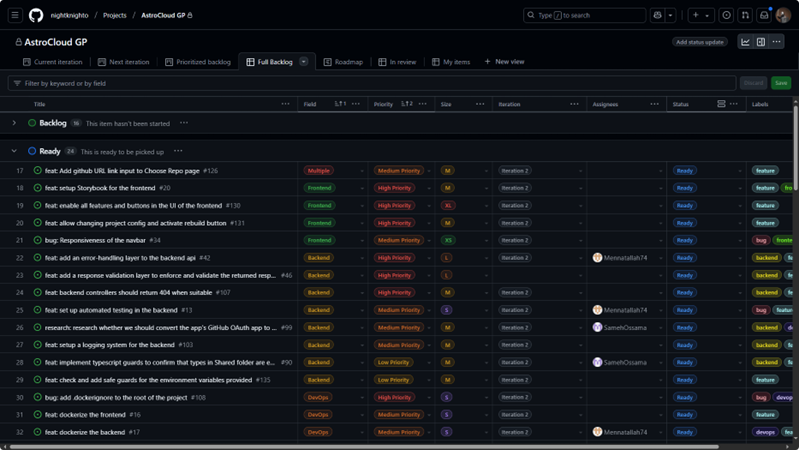 nightknighto / Projects / AstroCloud GP
Type / to search
AstroCloud GP
Add status update
Current iteration Next iteration Prioritized backlog Full Backlog Roadmap In review My items + New view
Filter by keyword or by field Discard Save
Title ... Field 1 Priority 2 ... Size ... Iteration ... Assignees ... Status ... Labels
Backlog 16 This item hasn't been started ...
Ready 24 This is ready to be picked up ...
17 feat: Add github URL link input to Choose Repo page #126 Multiple Medium Priority M Iteration 2 Ready feature
18 feat: setup Storybook for the frontend #20 Frontend High Priority M Iteration 2 Ready feature fro
19 feat: enable all features and buttons in the UI of the frontend #130 Frontend High Priority XL Iteration 2 Ready feature
20 feat: allow changing project config and activate rebuild button #131 Frontend High Priority M Iteration 2 Ready feature
21 bug: Responsiveness of the navbar #34 Frontend Medium Priority XS Iteration 2 Ready bug fronte
22 feat: add an error-handling layer to the backend api #42 Backend High Priority L Iteration 2 Mennatallah74 Ready backend fea
23 feat: add a response validation layer to enforce and validate the returned resp... #46 Backend High Priority L Ready backend fea
24 feat: backend controllers should return 404 when suitable #107 Backend High Priority M Iteration 2 Ready backend fea
25 feat: set up automated testing in the backend #13 Backend Medium Priority S Iteration 2 Mennatallah74 Ready bug featu
26 research: research whether we should convert the app's GitHub OAuth app to ... #99 Backend Medium Priority M Iteration 2 SamehOssama Ready backend d
27 feat: setup a logging system for the backend #103 Backend Medium Priority M Iteration 2 Ready backend fea
28 feat: implement typescript guards to confirm that types in Shared folder are e... #90 Backend Low Priority M Iteration 2 SamehOssama Ready backend fea
29 feat: check and add safe guards for the environment variables provided #135 Backend Low Priority M Iteration 2 Ready feature
30 bug: add .dockerignore to the root of the project #108 DevOps High Priority S Iteration 2 Ready bug devop
31 feat: dockerize the frontend #16 DevOps Medium Priority S Iteration 2 Ready feature
32 feat: dockerize the backend #17 DevOps Medium Priority S Iteration 2 Mennatallah74 Ready devops feat